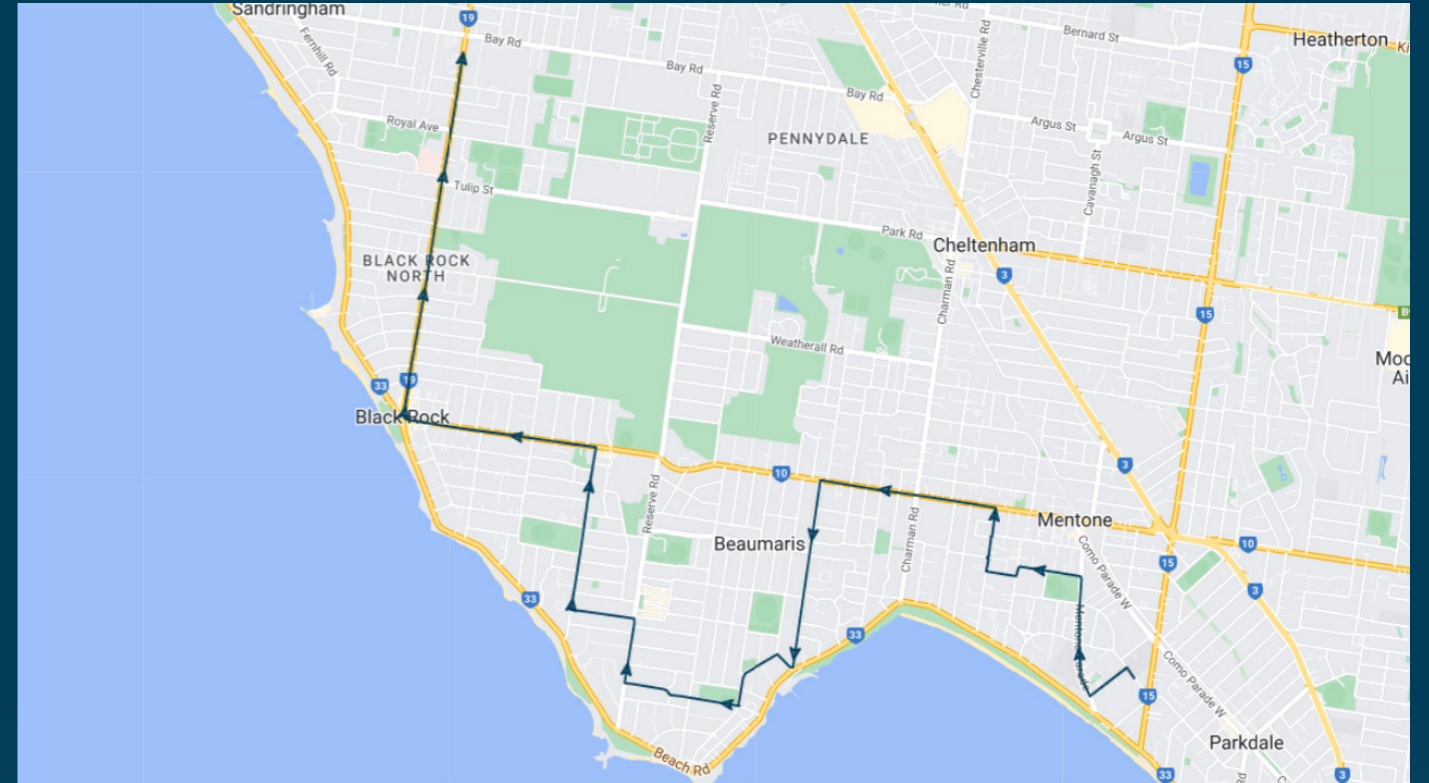 Sandringham
19
Bernard St
Heatherton
Fernhill Rd
Bay Rd
Chesterville Rd
15
Bay Rd
Reserve Rd
Bay Rd
Royal Ave
PENNYDALE
Argus St
Argus St
Cavanagh St
Tulip St
Park Rd
Cheltenham
BLACK ROCK
NORTH
3
Charman Rd
15
Weatherall Rd
33
19
Black Rock
3
10
Reserve Rd
Mentone
Charman Rd
Beaumaris
10
15
Como Parade W
3
33
33
Mentone Parade
Como Parade W
15
Parkdale
Beach Rd
33
3